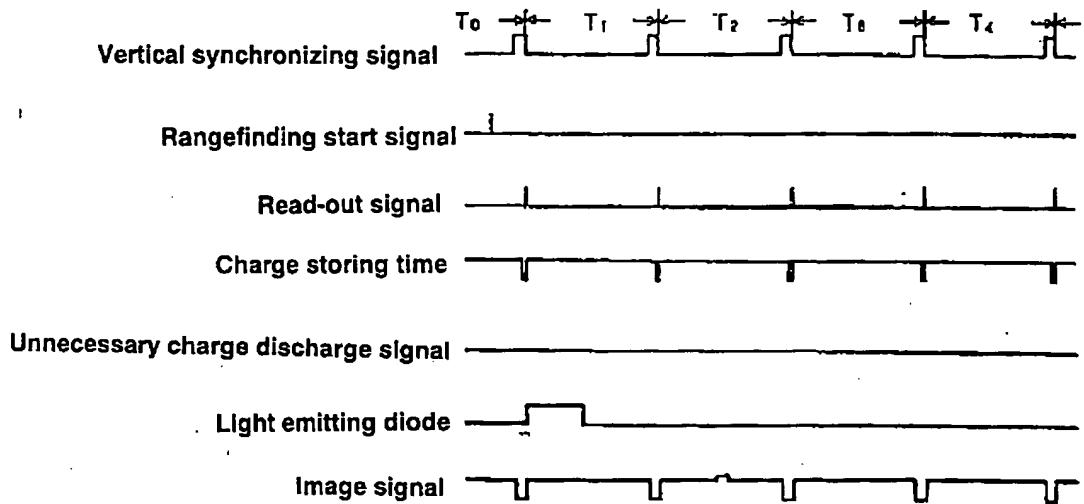 T0 T1 T2 T3 T4
Vertical synchronizing signal
Rangefinding start signal
Read-out signal
Charge storing time
Unnecessary charge discharge signal
Light emitting diode
Image signal